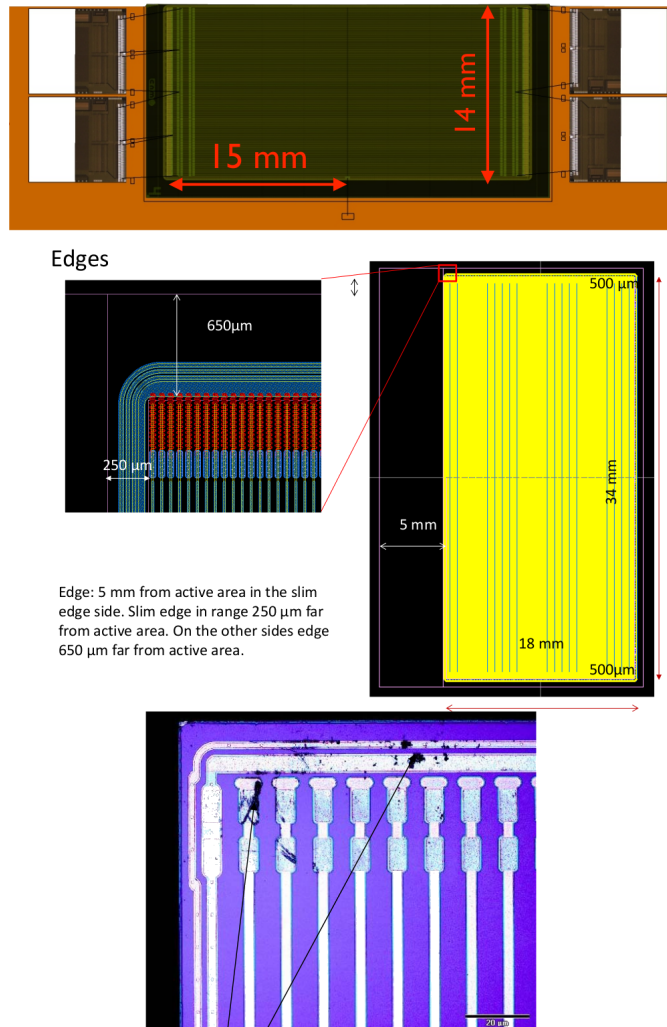 14 mm
15 mm
Edges
500 µm
650µm
250 µm
34 mm
5 mm
Edge: 5 mm from active area in the slim
edge side. Slim edge in range 250 µm far
from active area. On the other sides edge
650 µm far from active area.
18 mm
500µm
20 µm